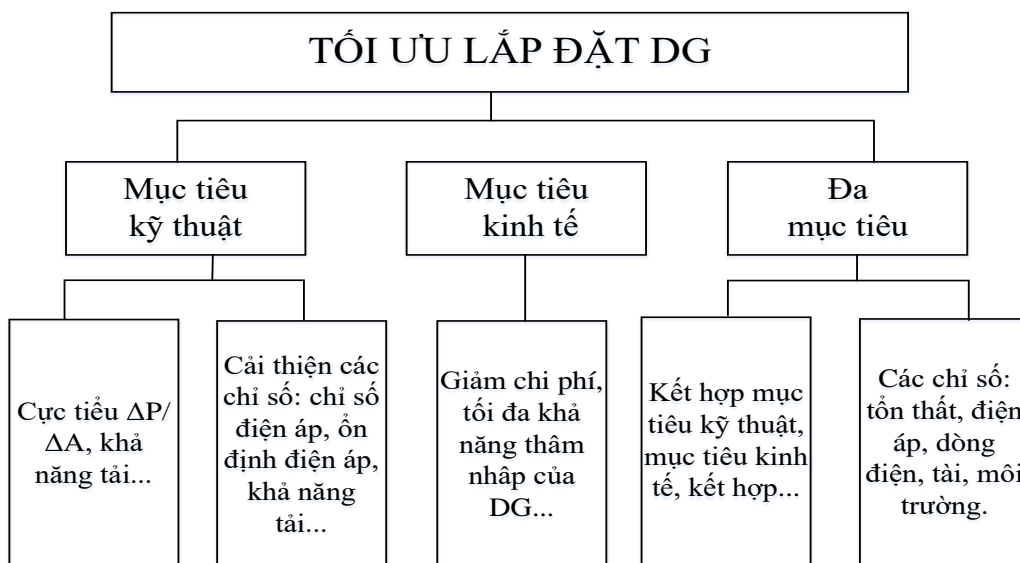 TỐI ƯU LẮP ĐẶT DG
Mục tiêu
kỹ thuật
Mục tiêu
kinh tế
Đa
mục tiêu
Cực tiểu ΔP/
ΔA, khả
năng tải...
Cải thiện các
chỉ số: chỉ số
điện áp, ổn
định điện áp,
khả năng
tải...
Giảm chi phí,
tối đa khả
năng thâm
nhâp của
DG...
Kết hợp mục
tiêu kỹ thuật,
mục tiêu kinh
tế, kết hợp...
Các chỉ số:
tổn thất, điện
áp, dòng
điện, tài, môi
trường.